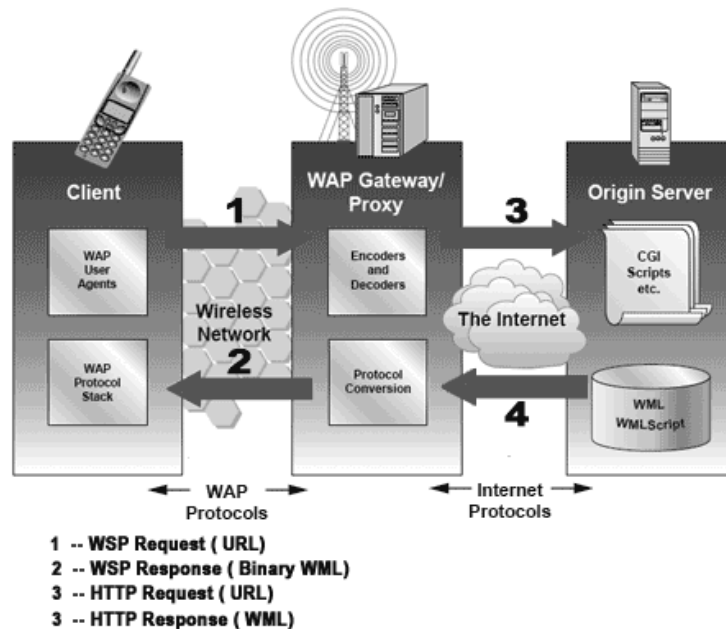 Client
WAP Gateway/
Proxy
Origin Server
1
3
WAP
User
Agents
Encoders
and
Decoders
CGI
Scripts
etc.
Wireless
Network
The Internet
2
4
WAP
Protocol
Stack
Protocol
Conversion
WML
WMLScript
WAP
Protocols
Internet
Protocols
1 -- WSP Request ( URL)
2 -- WSP Response ( Binary WML)
3 -- HTTP Request ( URL)
3 -- HTTP Response ( WML)